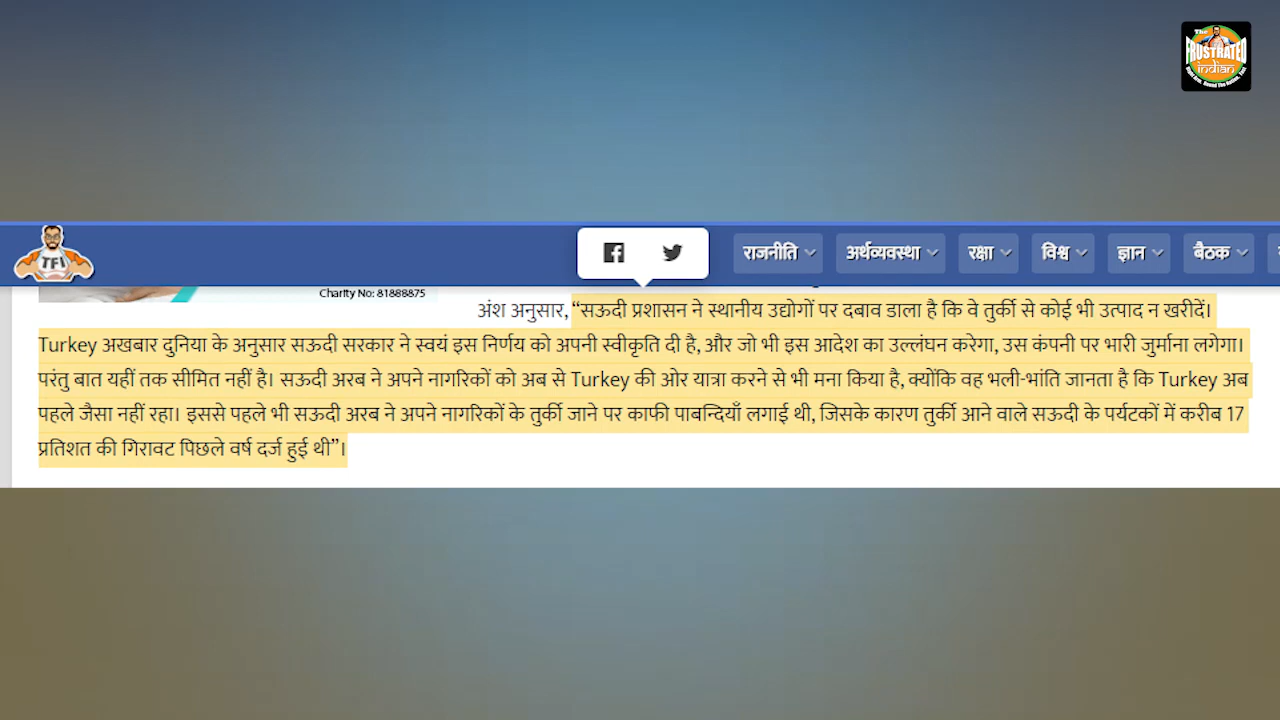 The
FRUSTRATED
indian
TFI
राजनीति
अर्थव्यवस्था
रक्षा
विश्व
ज्ञान
बैठक
Charity No: 81888875
अंश अनुसार, “सऊदी प्रशासन ने स्थानीय उद्योगों पर दबाव डाला है कि वे तुर्की से कोई भी उत्पाद न खरीदें।
Turkey अखबार दुनिया के अनुसार सऊदी सरकार ने स्वयं इस निर्णय को अपनी स्वीकृति दी है, और जो भी इस आदेश का उल्लंघन करेगा, उस कंपनी पर भारी जुर्माना लगेगा।
परंतु बात यहीं तक सीमित नहीं है। सऊदी अरब ने अपने नागरिकों को अब से Turkey की ओर यात्रा करने से भी मना किया है, क्योंकि वह भली-भांति जानता है कि Turkey अब
पहले जैसा नहीं रहा। इससे पहले भी सऊदी अरब ने अपने नागरिकों के तुर्की जाने पर काफी पाबन्दियाँ लगाई थी, जिसके कारण तुर्की आने वाले सऊदी के पर्यटकों में करीब 17
प्रतिशत की गिरावट पिछले वर्ष दर्ज हुई थी”।